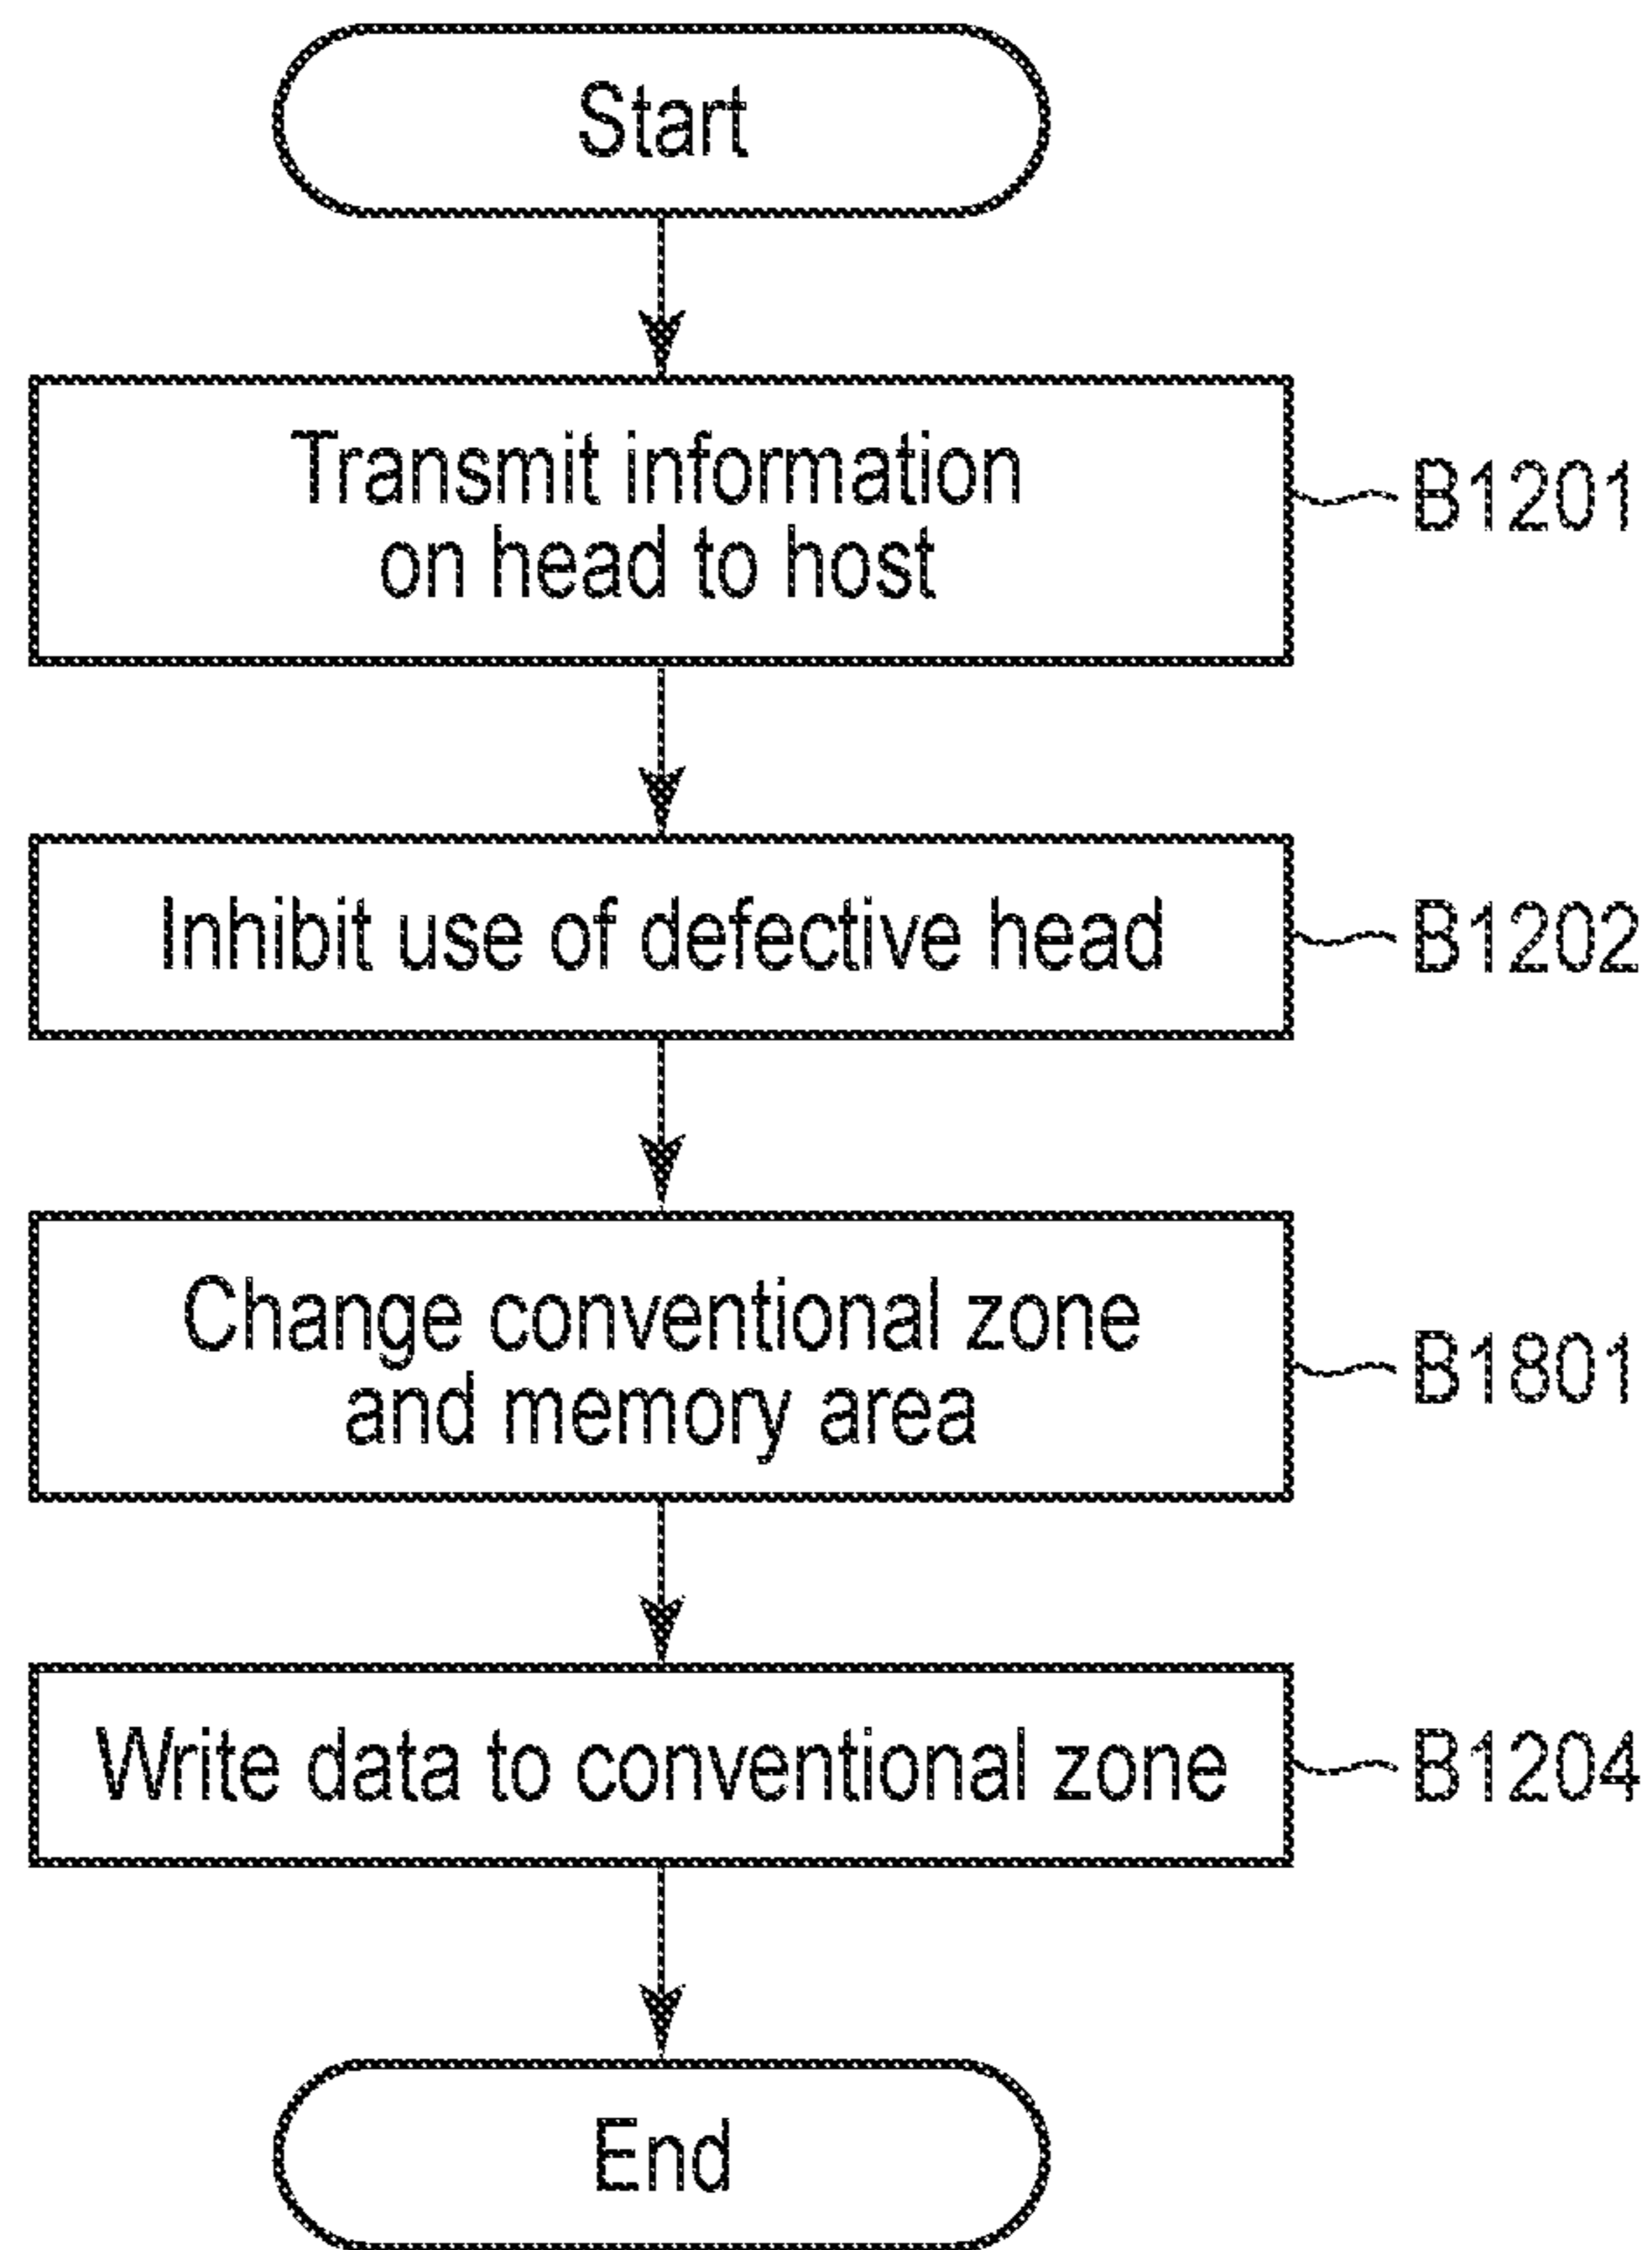 Start
Transmit information
on head to host
B1201
Inhibit use of defective head
B1202
Change conventional zone
and memory area
B1801
Write data to conventional zone
B1204
End